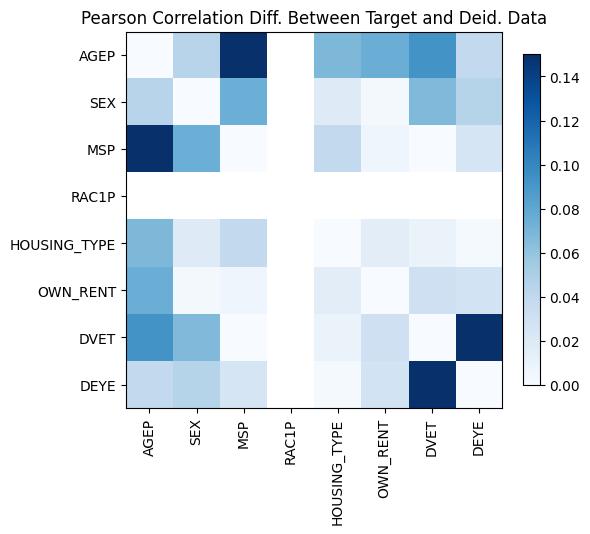 Pearson Correlation Diff. Between Target and Deid. Data
AGEP
SEX
MSP
RAC1P
HOUSING_TYPE
OWN_RENT
DVET
DEYE
AGEP
SEX
MSP
RAC1P
HOUSING_TYPE
OWN_RENT
DVET
DEYE
0.14
0.12
0.10
0.08
0.06
0.04
0.02
0.00